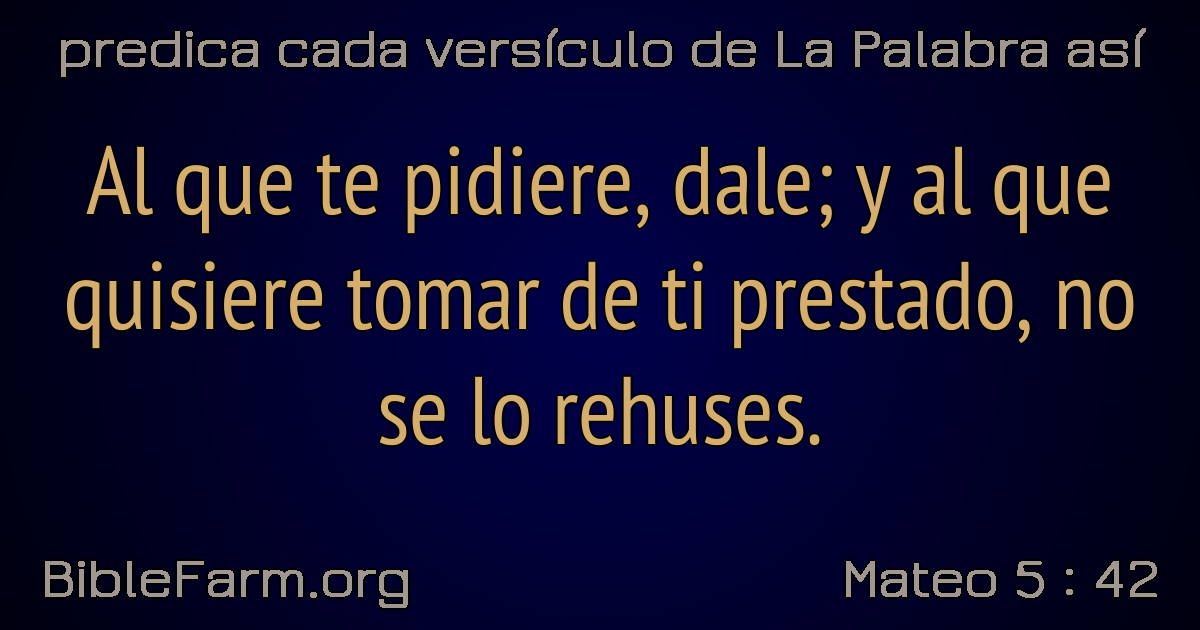 predica cada versículo de La Palabra así
Al que te pidiere, dale; y al que
quisiere tomar de ti prestado, no
se lo rehuses.
BibleFarm.org
Mateo 5 : 42